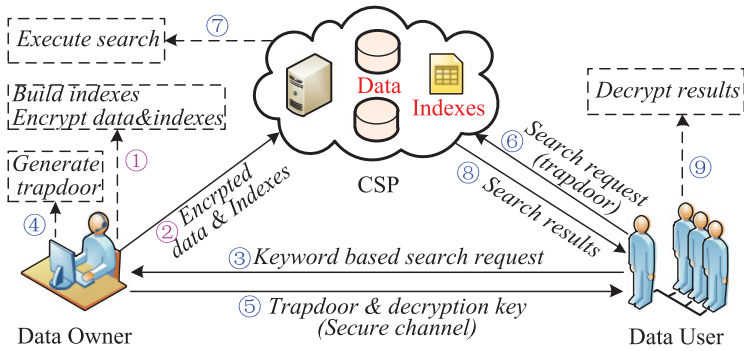 ⑦
Execute search
Build indexes
Encrypt data&indexes
①
Generate
trapdoor
④
Data
Indexes
CSP
② Encrpted
data & Indexes
⑥ Search request
(trapdoor)
⑧ Search results
Decrypt results
⑨
③ Keyword based search request
⑤ Trapdoor & decryption key
(Secure channel)
Data Owner
Data User